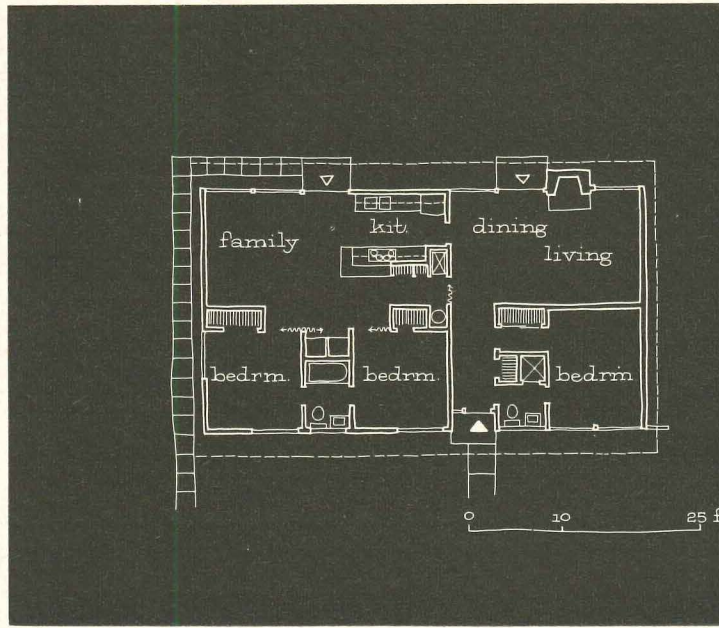 kit.
dining
family
living
bedrm.
bedrm.
bedrm
0 10 25 f